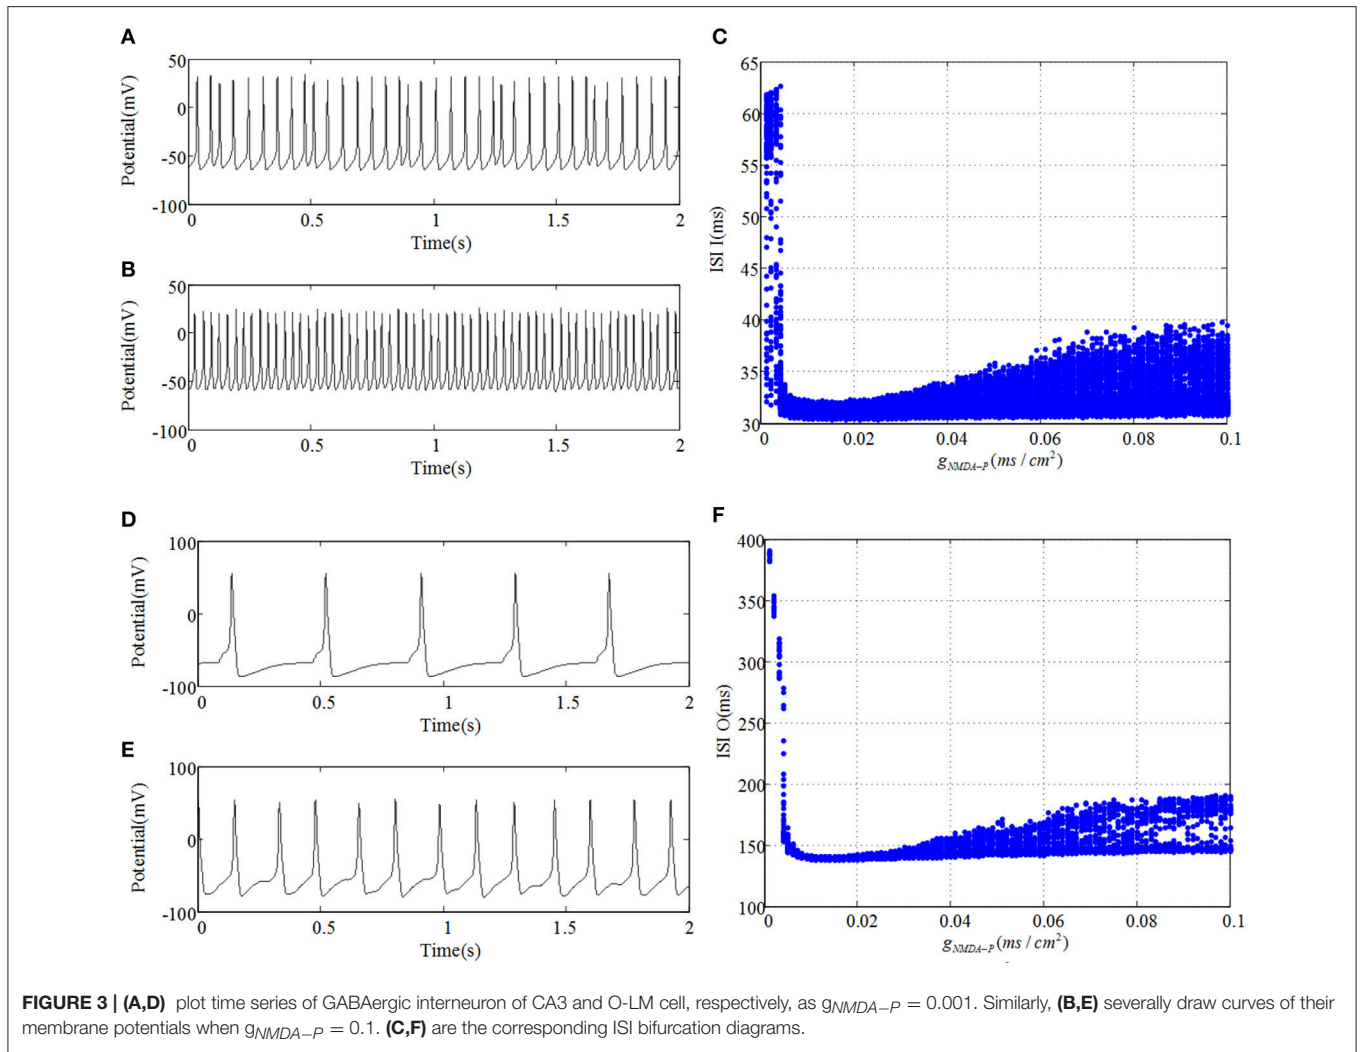 A
50
0
-50
-100
Potential(mV)
0 0.5 1 1.5 2
Time(s)
B
50
0
-50
-100
Potential(mV)
0 0.5 1 1.5 2
Time(s)
C
65
60
55
50
45
40
35
30
ISI I(ms)
0 0.02 0.04 0.06 0.08 0.1
gNMDA–P(ms / cm²)
D
100
0
-100
Potential(mV)
0 0.5 1 1.5 2
Time(s)
E
100
0
-100
Potential(mV)
0 0.5 1 1.5 2
Time(s)
F
400
350
300
250
200
150
100
ISI O(ms)
0 0.02 0.04 0.06 0.08 0.1
gNMDA–P(ms / cm²)
FIGURE 3 | (A,D) plot time series of GABAergic interneuron of CA3 and O-LM cell, respectively, as gNMDA−P = 0.001. Similarly, (B,E) severally draw curves of their
membrane potentials when gNMDA−P = 0.1. (C,F) are the corresponding ISI bifurcation diagrams.